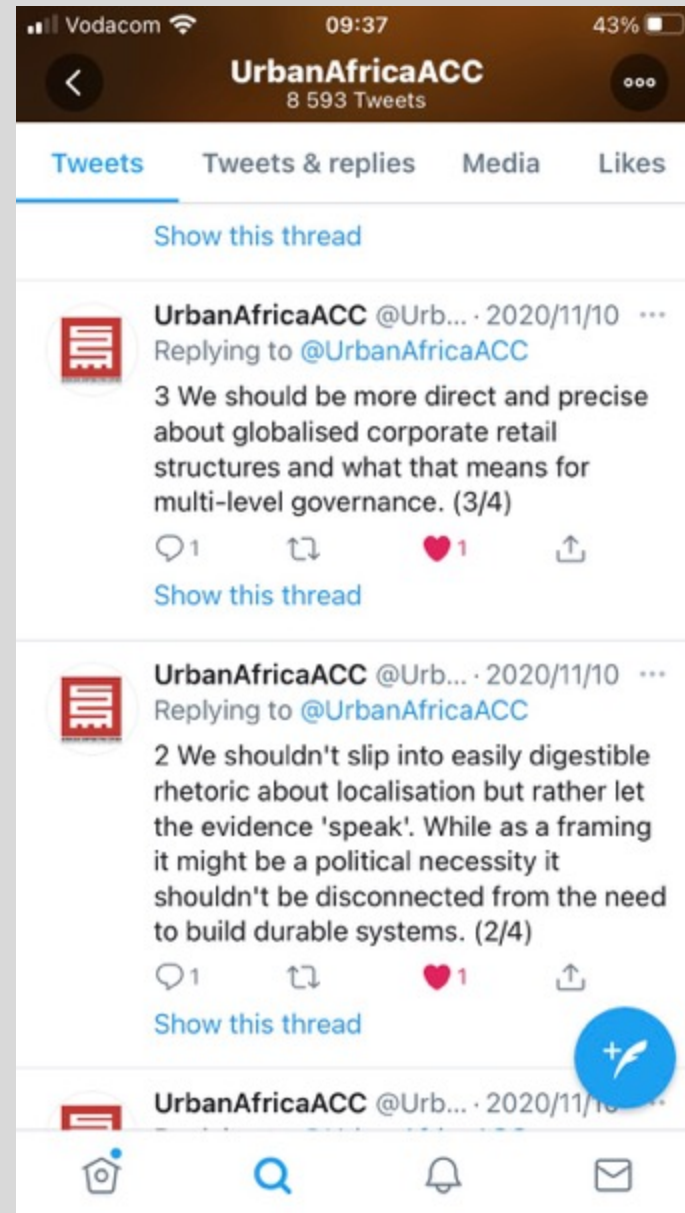 Vodacom 09:37 43%
UrbanAfricaACC
8 593 Tweets
Tweets Tweets & replies Media Likes
Show this thread
UrbanAfricaACC @Urb... · 2020/11/10 ···
Replying to @UrbanAfricaACC
3 We should be more direct and precise
about globalised corporate retail
structures and what that means for
multi-level governance. (3/4)
1 1
Show this thread
UrbanAfricaACC @Urb... · 2020/11/10 ···
Replying to @UrbanAfricaACC
2 We shouldn't slip into easily digestible
rhetoric about localisation but rather let
the evidence 'speak'. While as a framing
it might be a political necessity it
shouldn't be disconnected from the need
to build durable systems. (2/4)
1 1
Show this thread
UrbanAfricaACC @Urb... · 2020/11/